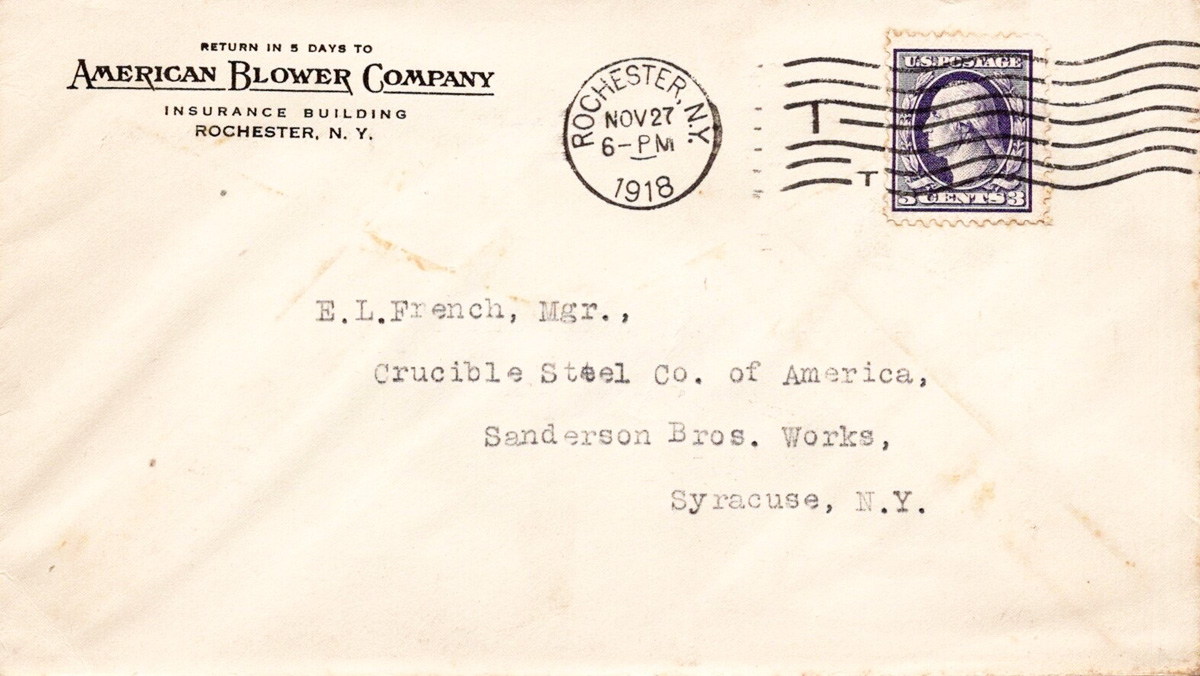 RETURN IN 5 DAYS TO
AMERICAN BLOWER COMPANY
INSURANCE BUILDING
ROCHESTER, N. Y.
ROCHESTER, N.Y.
NOV 27
6-PM
1918
T
T
U.S. POSTAGE
3 CENTS 3
E.L.French, Mgr.,
Crucible Steel Co. of America,
Sanderson Bros. Works,
Syracuse, N.Y.